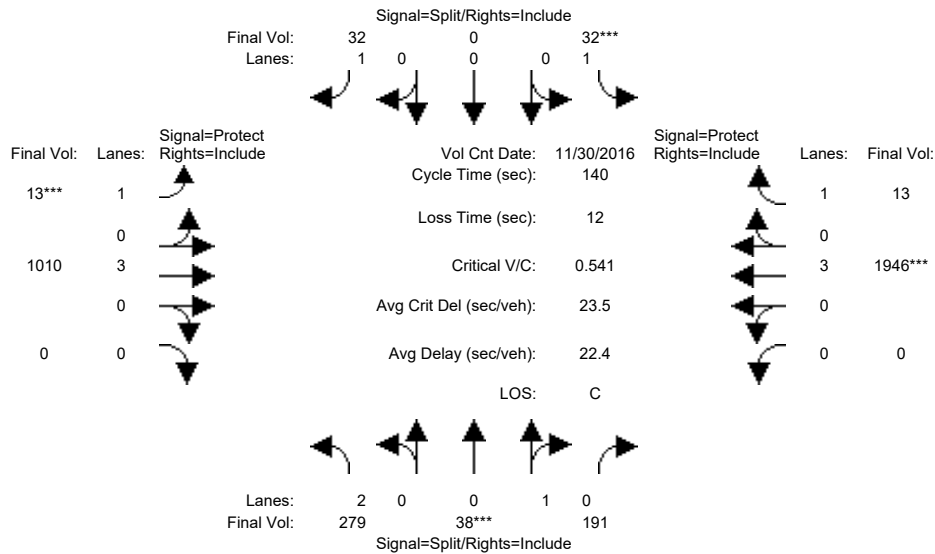 Signal=Split/Rights=Include
Final Vol: 32 0 32***
Lanes: 1 0 0 0 1
Signal=Protect Signal=Protect
Final Vol: Lanes: Rights=Include Vol Cnt Date: 11/30/2016 Rights=Include Lanes: Final Vol:
Cycle Time (sec): 140
13*** 1 1 13
Loss Time (sec): 12
0 0
1010 3 Critical V/C: 0.541 3 1946***
0 Avg Crit Del (sec/veh): 23.5 0
0 0 Avg Delay (sec/veh): 22.4 0 0
LOS: C
Lanes: 2 0 0 1 0
Final Vol: 279 38*** 191
Signal=Split/Rights=Include